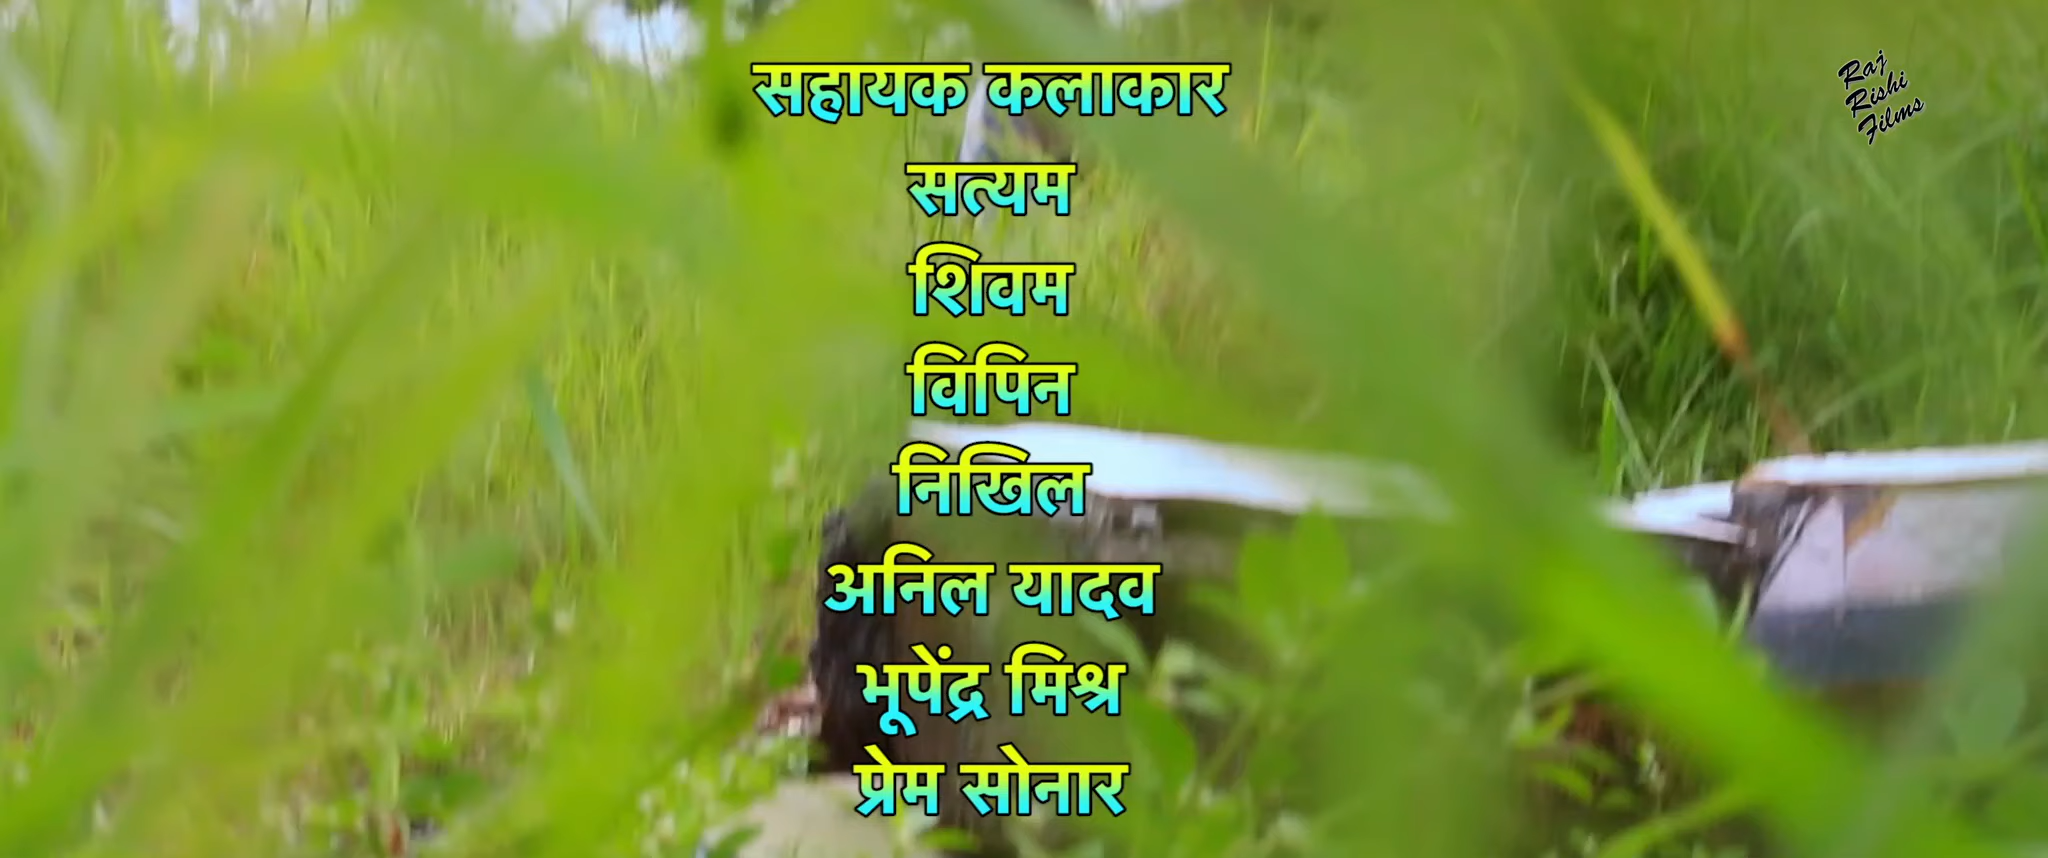 सहायक कलाकार
सत्यम
शिवम
विपिन
निखिल
अनिल यादव
भूपेंद्र मिश्र
प्रेम सोनार
Raj
Rishi
Films